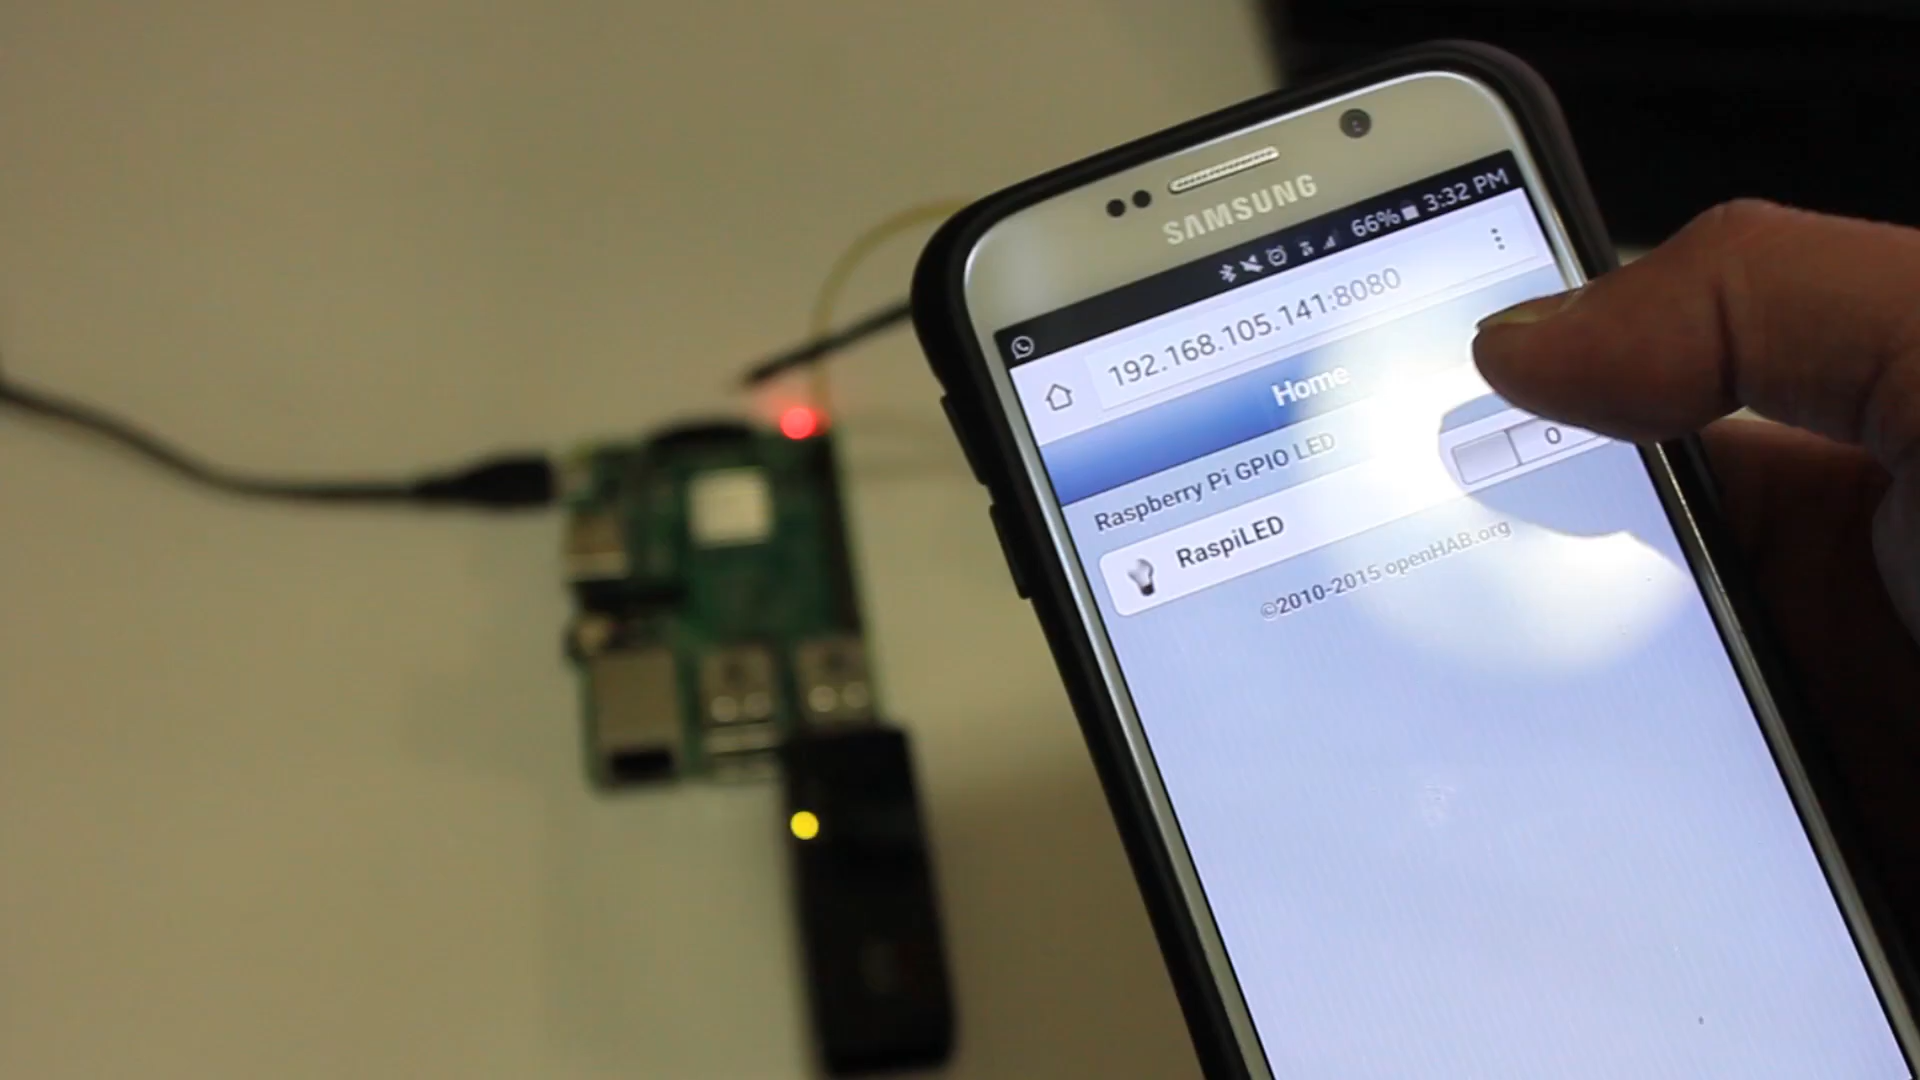 SAMSUNG
66% 3:32 PM
192.168.105.141:8080
Home
Raspberry Pi GPIO LED
RaspiLED
O
©2010-2015 openHAB.org